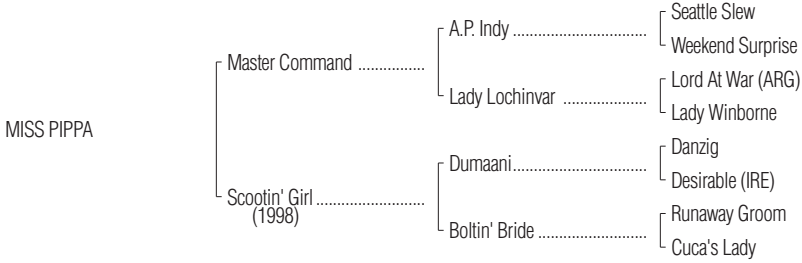 Seattle Slew
A.P. Indy ..............................
Weekend Surprise
Master Command ................
Lord At War (ARG)
Lady Lochinvar ...................
Lady Winborne
MISS PIPPA
Danzig
Dumaani..............................
Desirable (IRE)
Scootin' Girl .........................
(1998)
Runaway Groom
Boltin' Bride .........................
Cuca's Lady